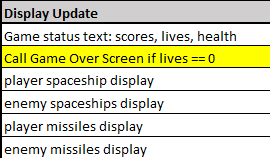 Display Update
Game status text: scores, lives, health
Call Game Over Screen if lives == 0
player spaceship display
enemy spaceships display
player missiles display
enemy missiles display